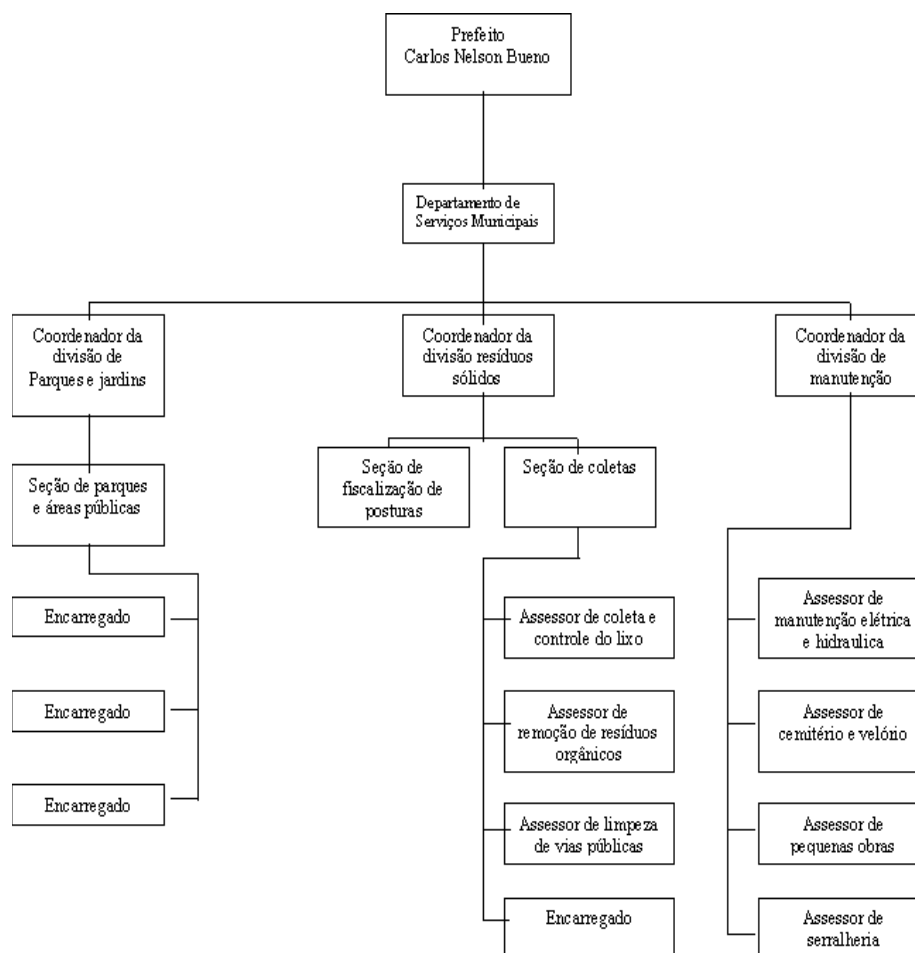 Prefeito
Carlos Nelson Bueno
Departamento de
Serviços Municipais
Coordenador da
divisão de
Parques e jardins
Coordenador da
divisão resíduos
sólidos
Coordenador da
divisão de
manutenção
Seção de parques
e áreas públicas
Seção de
fiscalização de
posturas
Seção de coletas
Encarregado
Encarregado
Encarregado
Assessor de coleta e
controle do lixo
Assessor de
remoção de resíduos
orgânicos
Assessor de limpeza
de vias públicas
Encarregado
Assessor de
manutenção elétrica
e hidraulica
Assessor de
cemitério e velório
Assessor de
pequenas obras
Assessor de
serralheria